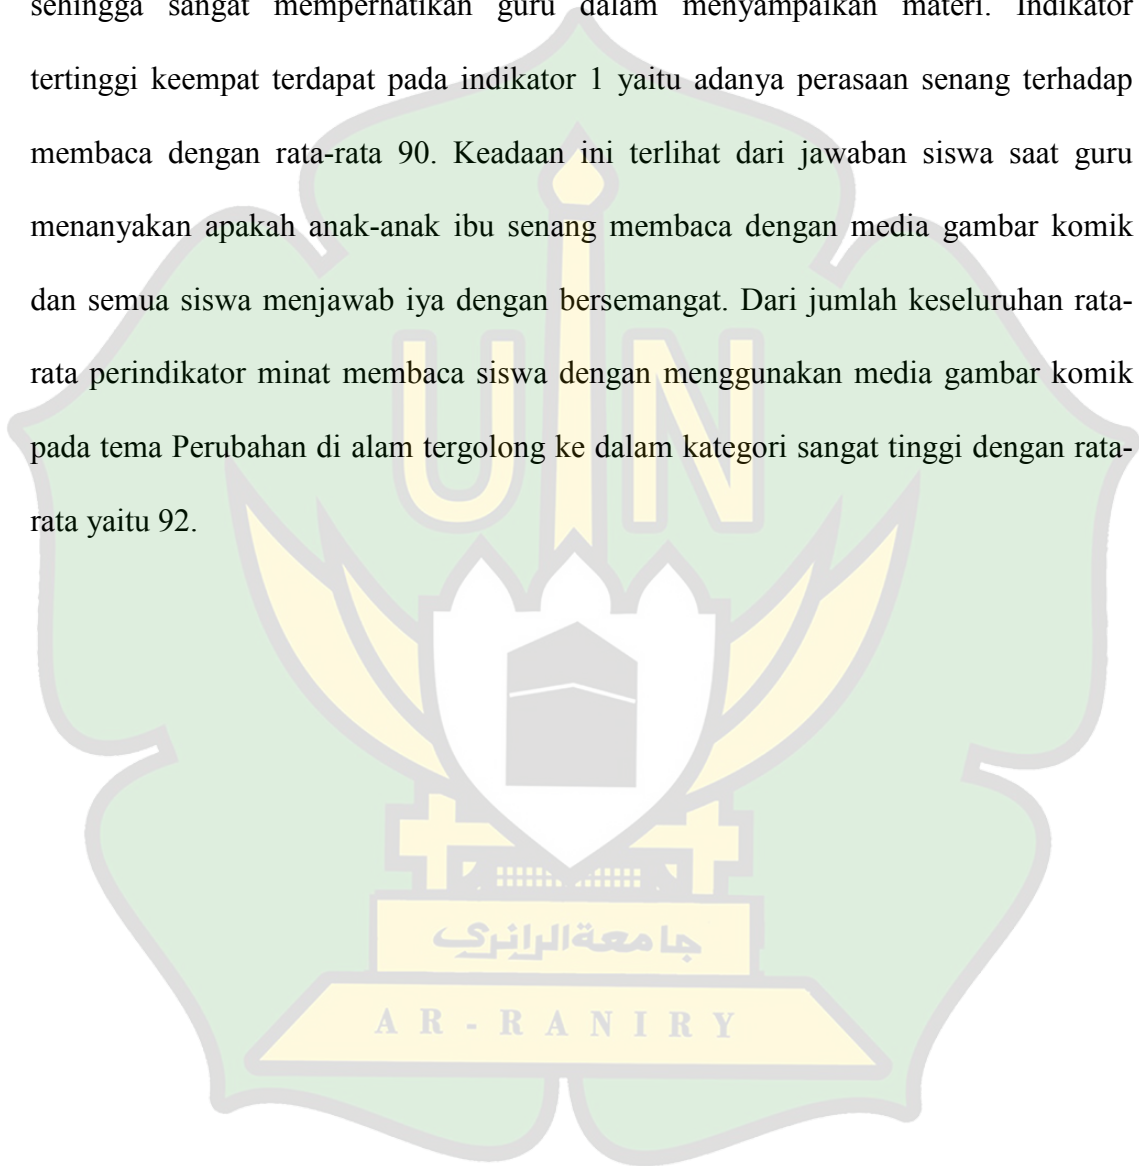 sehingga sangat memperhatikan guru dalam menyampaikan materi. Indikator
tertinggi keempat terdapat pada indikator 1 yaitu adanya perasaan senang terhadap
membaca dengan rata-rata 90. Keadaan ini terlihat dari jawaban siswa saat guru
menanyakan apakah anak-anak ibu senang membaca dengan media gambar komik
dan semua siswa menjawab iya dengan bersemangat. Dari jumlah keseluruhan rata-
rata perindikator minat membaca siswa dengan menggunakan media gambar komik
pada tema Perubahan di alam tergolong ke dalam kategori sangat tinggi dengan rata-
rata yaitu 92.
UIN
جامعة الرانري
AR-RANIRY